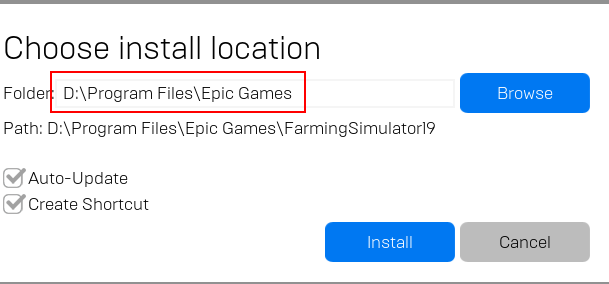 Choose install location
Folder: D:\Program Files\Epic Games Browse
Path: D:\Program Files\Epic Games\FarmingSimulator19
Auto-Update
Create Shortcut
Install Cancel